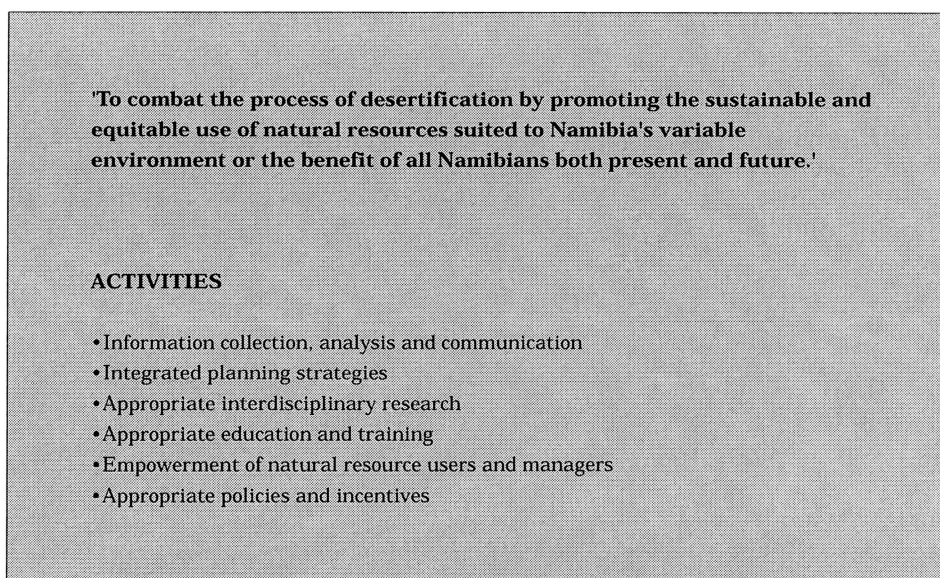 'To combat the process of desertification by promoting the sustainable and
equitable use of natural resources suited to Namibia's variable
environment or the benefit of all Namibians both present and future.'
ACTIVITIES
•Information collection, analysis and communication
•Integrated planning strategies
•Appropriate interdisciplinary research
•Appropriate education and training
•Empowerment of natural resource users and managers
•Appropriate policies and incentives